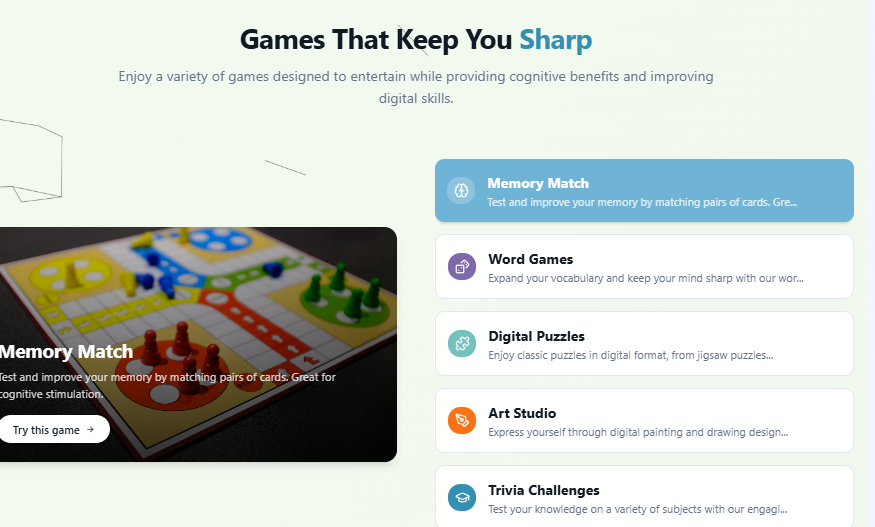 Games That Keep You Sharp
Enjoy a variety of games designed to entertain while providing cognitive benefits and improving
digital skills.
Memory Match
Test and improve your memory by matching pairs of cards. Great for
cognitive stimulation.
Try this game →
Memory Match
Test and improve your memory by matching pairs of cards. Gre...
Word Games
Expand your vocabulary and keep your mind sharp with our wor...
Digital Puzzles
Enjoy classic puzzles in digital format, from jigsaw puzzles...
Art Studio
Express yourself through digital painting and drawing design...
Trivia Challenges
Test your knowledge on a variety of subjects with our engagi...